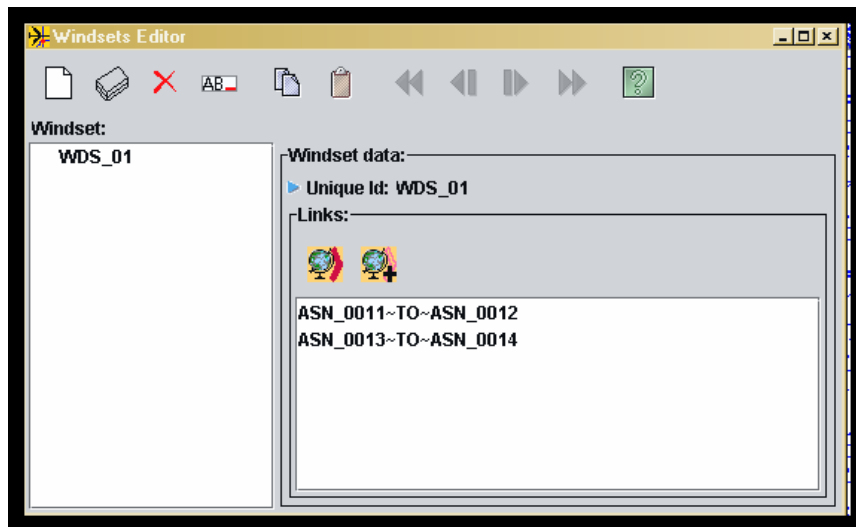 Windsets Editor
AB
?
Windset:
WDS_01
Windset data:
Unique Id: WDS_01
Links:
ASN_0011~TO~ASN_0012
ASN_0013~TO~ASN_0014